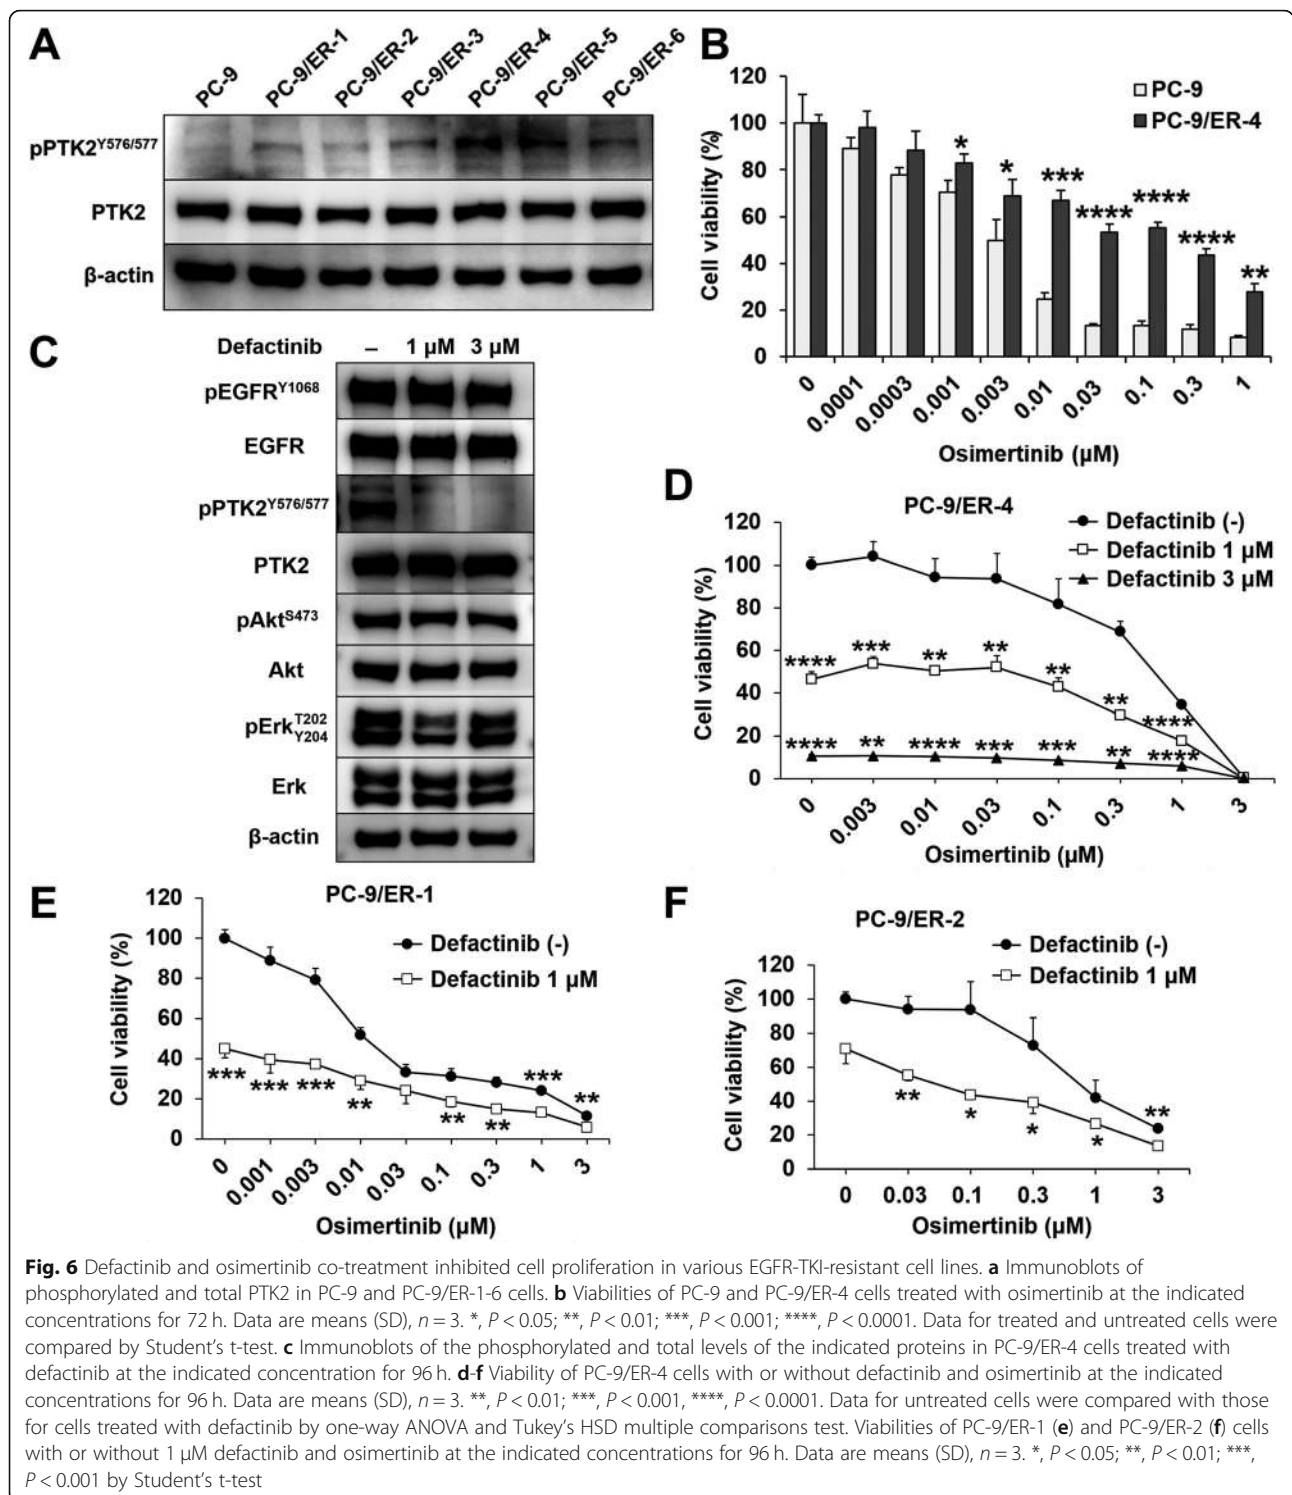 A
PC-9
PC-9/ER-1
PC-9/ER-2
PC-9/ER-3
PC-9/ER-4
PC-9/ER-5
PC-9/ER-6
pPTK2Y576/577
PTK2
β-actin
B
120
100
80
60
40
20
0
Cell viability (%)
PC-9
PC-9/ER-4
*
*
***
****
****
****
**
0
0.0001
0.0003
0.001
0.003
0.01
0.03
0.1
0.3
1
Osimertinib (µM)
C
Defactinib – 1 µM 3 µM
pEGFRY1068
EGFR
pPTK2Y576/577
PTK2
pAktS473
Akt
pErkT202
Y204
Erk
β-actin
D
PC-9/ER-4
Defactinib (-)
Defactinib 1 µM
Defactinib 3 µM
120
100
80
60
40
20
0
Cell viability (%)
**** *** ** ** ** ** ****
**** ** **** *** *** ** ****
0
0.003
0.01
0.03
0.1
0.3
1
3
Osimertinib (µM)
E
PC-9/ER-1
Defactinib (-)
Defactinib 1 µM
120
100
80
60
40
20
0
Cell viability (%)
*** *** *** ** ** ** *** **
0
0.001
0.003
0.01
0.03
0.1
0.3
1
3
Osimertinib (µM)
F
PC-9/ER-2
Defactinib (-)
Defactinib 1 µM
120
100
80
60
40
20
0
Cell viability (%)
** * * * **
0 0.03 0.1 0.3 1 3
Osimertinib (µM)
Fig. 6 Defactinib and osimertinib co-treatment inhibited cell proliferation in various EGFR-TKI-resistant cell lines. a Immunoblots of
phosphorylated and total PTK2 in PC-9 and PC-9/ER-1-6 cells. b Viabilities of PC-9 and PC-9/ER-4 cells treated with osimertinib at the indicated
concentrations for 72 h. Data are means (SD), n = 3. *, P < 0.05; **, P < 0.01; ***, P < 0.001; ****, P < 0.0001. Data for treated and untreated cells were
compared by Student's t-test. c Immunoblots of the phosphorylated and total levels of the indicated proteins in PC-9/ER-4 cells treated with
defactinib at the indicated concentration for 96 h. d-f Viability of PC-9/ER-4 cells with or without defactinib and osimertinib at the indicated
concentrations for 96 h. Data are means (SD), n = 3. **, P < 0.01; ***, P < 0.001, ****, P < 0.0001. Data for untreated cells were compared with those
for cells treated with defactinib by one-way ANOVA and Tukey's HSD multiple comparisons test. Viabilities of PC-9/ER-1 (e) and PC-9/ER-2 (f) cells
with or without 1 µM defactinib and osimertinib at the indicated concentrations for 96 h. Data are means (SD), n = 3. *, P < 0.05; **, P < 0.01; ***,
P < 0.001 by Student's t-test